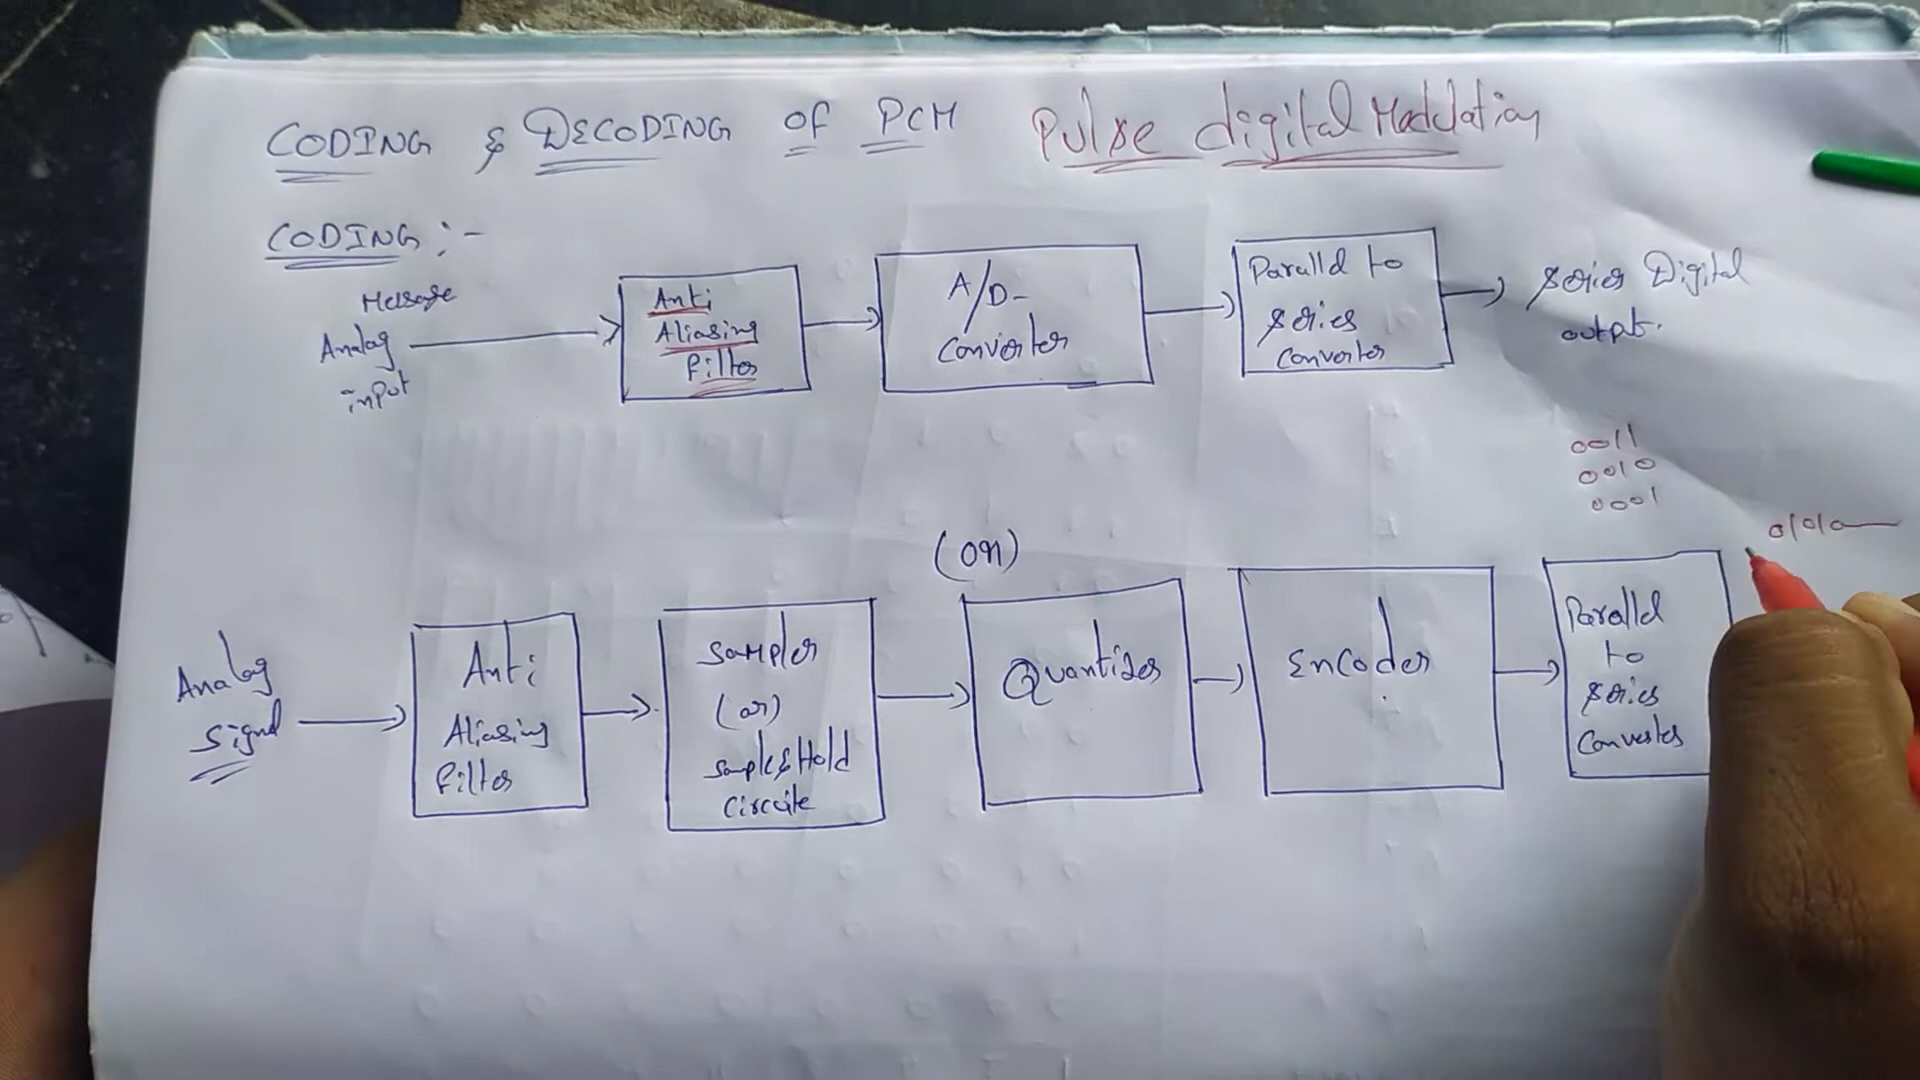 CODING & DECODING OF PCM Pulse digital Modulation
CODING :-
Message
Analog
input
Anti
Aliasing
Filter
A/D-
Converter
Parallel to
Series
Converter
Series Digital
output.
0011
0010
0001
(or)
01010
Analog
Signal
Anti
Aliasing
Filter
Sampler
(or)
Sample & Hold
Circuite
Quantizer
Encoder
Parallel
to
Series
Converter